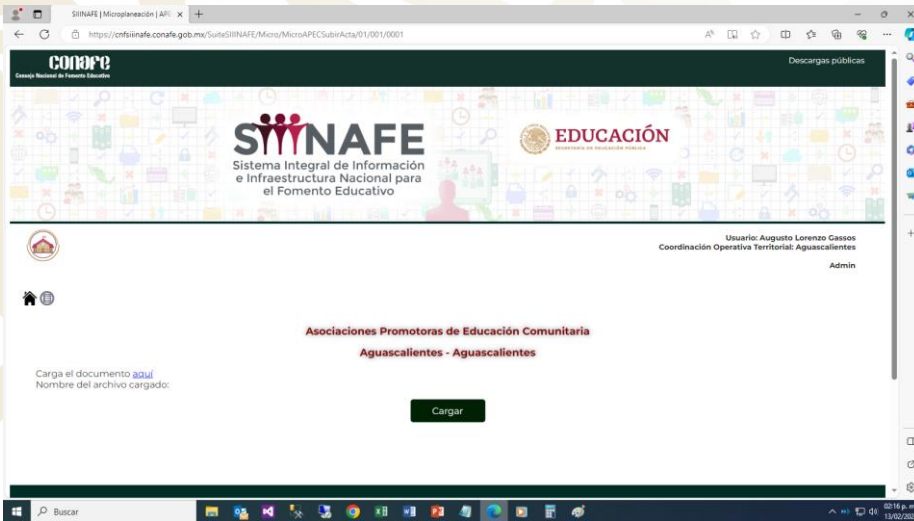 SIIINAFE | Microplaneación | APE
https://cnfsiiinafe.conafe.gob.mx/SuiteSIIINAFE/Micro/MicroAPECSubirActa/01/001/0001
CONAFE
Consejo Nacional de Fomento Educativo
Descargas públicas
SIIINAFE
Sistema Integral de Información
e Infraestructura Nacional para
el Fomento Educativo
EDUCACIÓN
SECRETARÍA DE EDUCACIÓN PÚBLICA
Usuario: Augusto Lorenzo Gassos
Coordinación Operativa Territorial: Aguascalientes
Admin
Asociaciones Promotoras de Educación Comunitaria
Aguascalientes - Aguascalientes
Carga el documento aquí
Nombre del archivo cargado:
Cargar
Buscar
02:16 p. m.
13/02/202